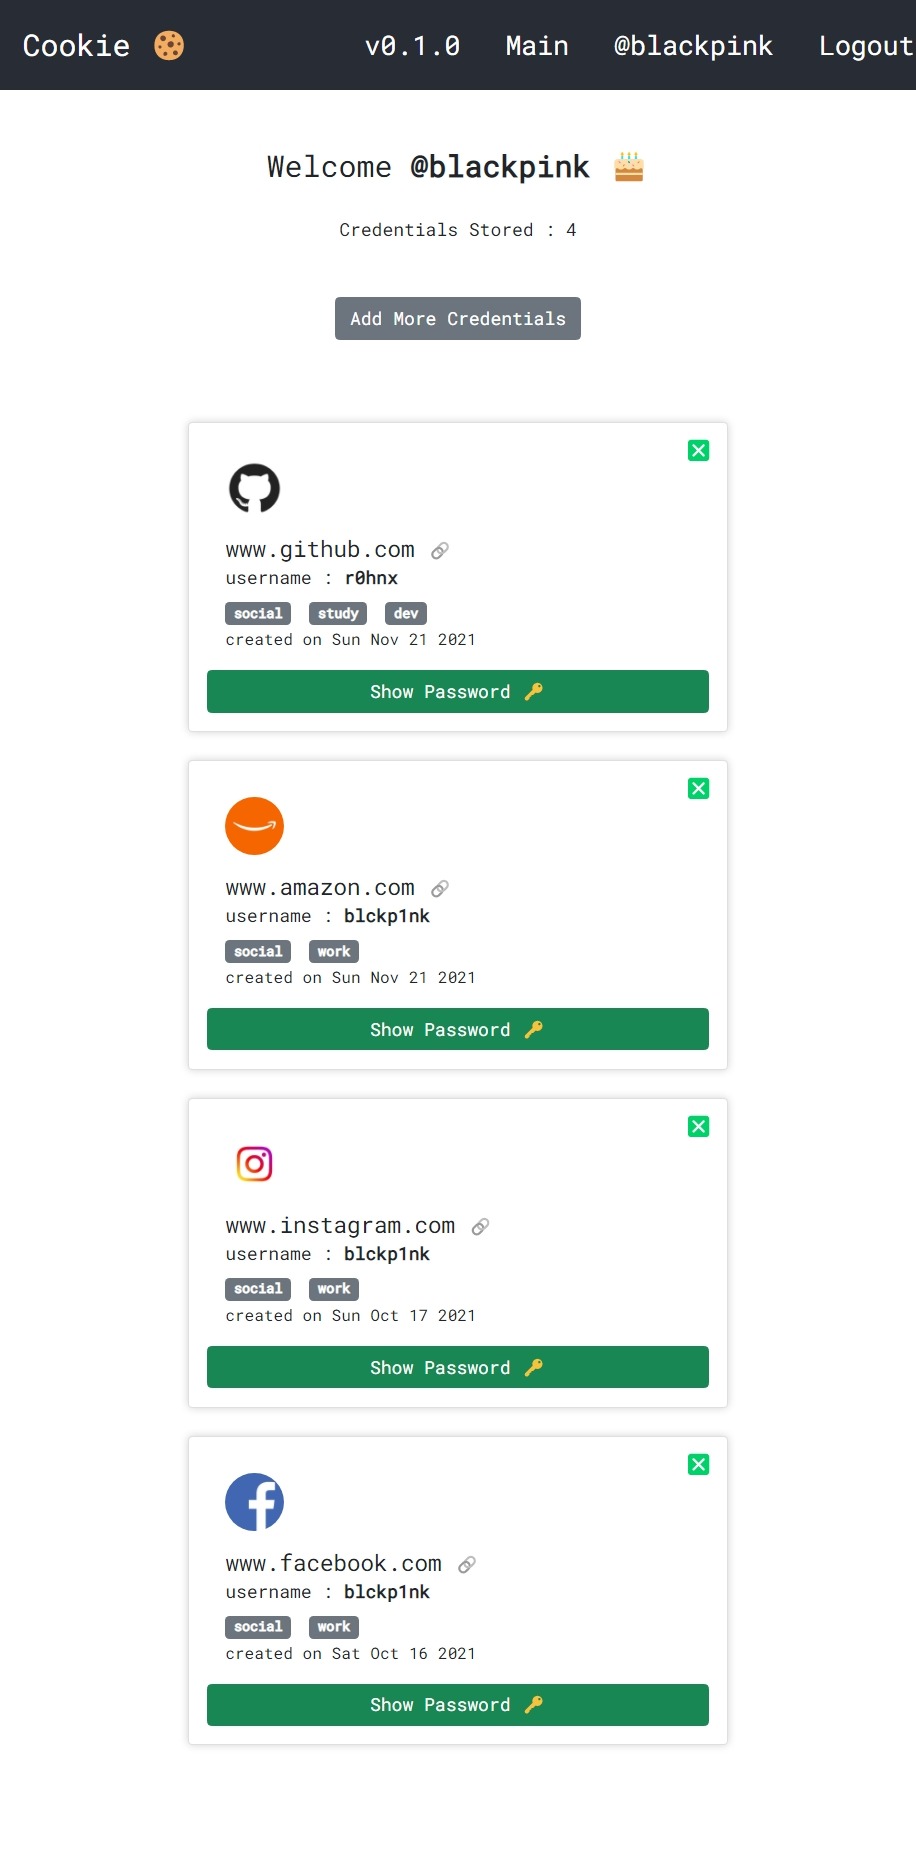 Cookie 🍪 v0.1.0 Main @blackpink Logout
Welcome @blackpink 🎂
Credentials Stored : 4
Add More Credentials
www.github.com 🔗
username : r0hnx
social study dev
created on Sun Nov 21 2021
Show Password 🔑
www.amazon.com 🔗
username : blckp1nk
social work
created on Sun Nov 21 2021
Show Password 🔑
www.instagram.com 🔗
username : blckp1nk
social work
created on Sun Oct 17 2021
Show Password 🔑
www.facebook.com 🔗
username : blckp1nk
social work
created on Sat Oct 16 2021
Show Password 🔑